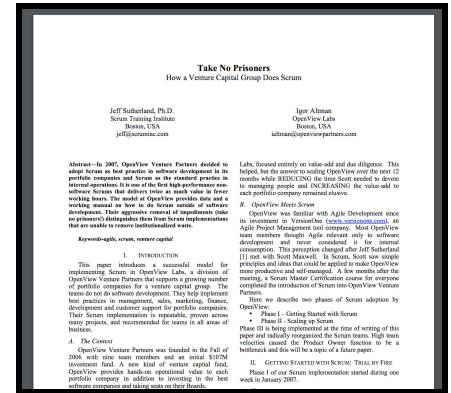 Take No Prisoners
How a Venture Capital Group Does Scrum
Jeff Sutherland, Ph.D.
Scrum Training Institute
Boston, USA
jeff@scruminc.com
Igor Altman
OpenView Labs
Boston, USA
ialtman@openviewpartners.com
Abstract—In 2007, OpenView Venture Partners decided to
adopt Scrum as best practice in software development in its
portfolio companies and Scrum as the standard practice in
internal operations. It is one of the first high-performance non-
software Scrums that delivers twice as much value in fewer
working hours. The model at OpenView provides data and a
working manual on how to do Scrum outside of software
development. Their aggressive removal of impediments (take
no prisoners!) distinguishes them from Scrum implementations
that are unable to remove institutionalized waste.
Keywords-agile, scrum, venture capital
I. INTRODUCTION
This paper introduces a successful model for
implementing Scrum in OpenView Labs, a division of
OpenView Venture Partners that supports a growing number
of portfolio companies for a venture capital group. The
teams do not do software development. They help implement
best practices in management, sales, marketing, finance,
development and customer support for portfolio companies.
Their Scrum implementation is repeatable, proven across
many projects, and recommended for teams in all areas of
business.
A. The Context
OpenView Venture Partners was founded in the Fall of
2006 with nine team members and an initial $107M
investment fund. A new kind of venture capital fund,
OpenView provides hands-on operational value to each
portfolio company in addition to investing in the best
software companies and taking seats on their Boards.
Labs, focused entirely on value-add and due diligence. This
helped, but the answer to scaling OpenView over the next 12
months while REDUCING the time Scott needed to devote
to managing people and INCREASING the value-add to
each portfolio company remained elusive.
B. OpenView Meets Scrum
OpenView was familiar with Agile Development since
its investment in VersionOne (www.versionone.com), an
Agile Project Management tool company. Most OpenView
team members thought Agile relevant only to software
development and never considered it for internal
consumption. This perception changed after Jeff Sutherland
[1] met with Scott Maxwell. In Scrum, Scott saw simple
principles and ideas that could be applied to make OpenView
more productive and self-managed. A few months after the
meeting, a Scrum Master Certification course for everyone
completed the introduction of Scrum into OpenView Venture
Partners.
Here we describe two phases of Scrum adoption by
OpenView:
• Phase I – Getting Started with Scrum
• Phase II - Scaling up Scrum
Phase III is being implemented at the time of writing of this
paper and radically reorganized the Scrum teams. High team
velocities caused the Product Owner function to be a
bottleneck and this will be a topic of a future paper.
II. GETTING STARTED WITH SCRUM: TRIAL BY FIRE
Phase I of our Scrum implementation started during one
week in January 2007.